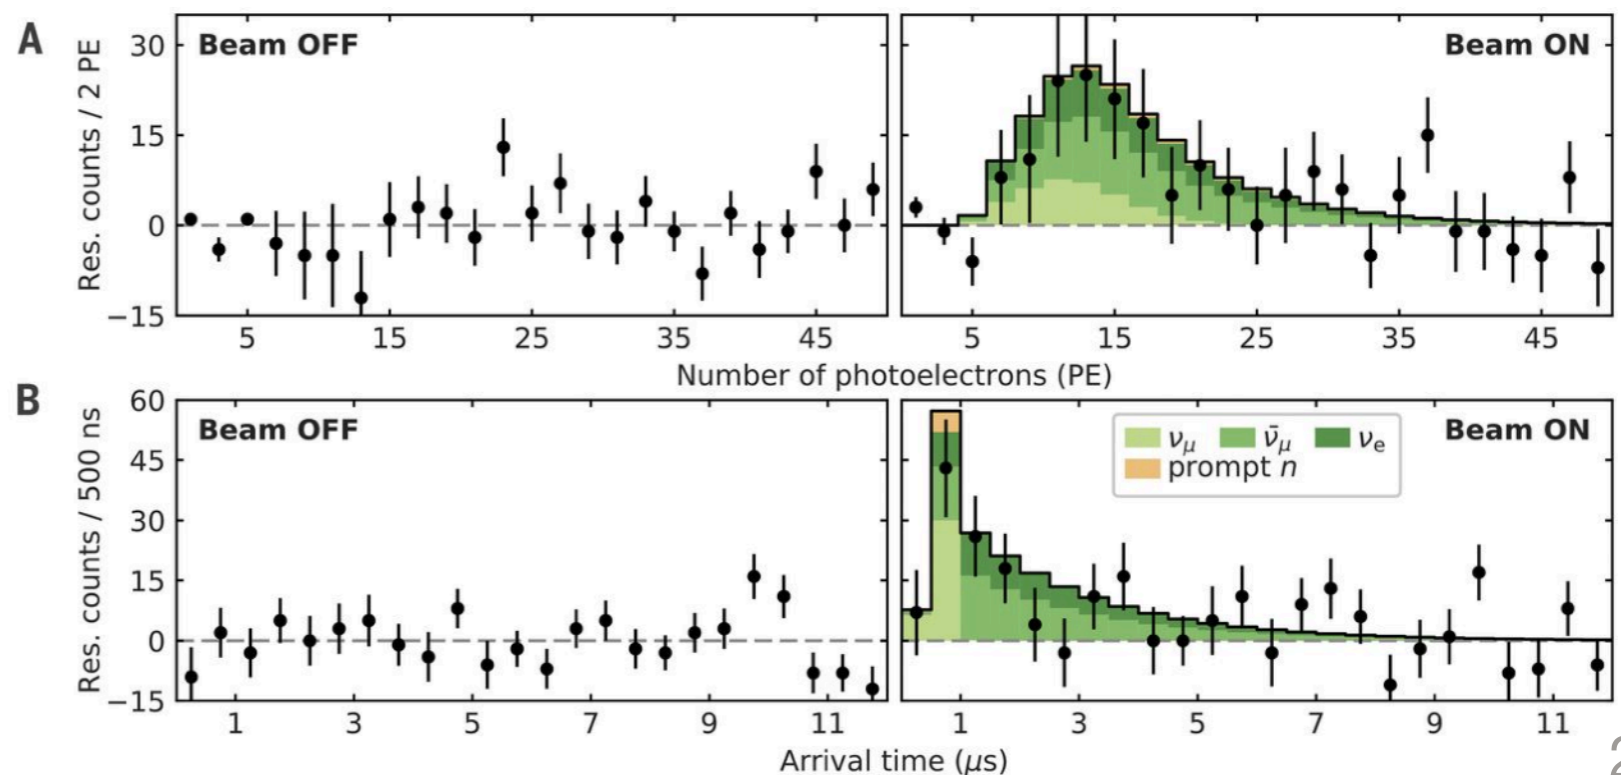 A
Beam OFF
Beam ON
Res. counts / 2 PE
30
15
0
−15
5 15 25 35 45
5 15 25 35 45
Number of photoelectrons (PE)
B
Beam OFF
Beam ON
Res. counts / 500 ns
60
45
30
15
0
−15
νμ ν̄μ νe
prompt n
1 3 5 7 9 11
1 3 5 7 9 11
Arrival time (μs)